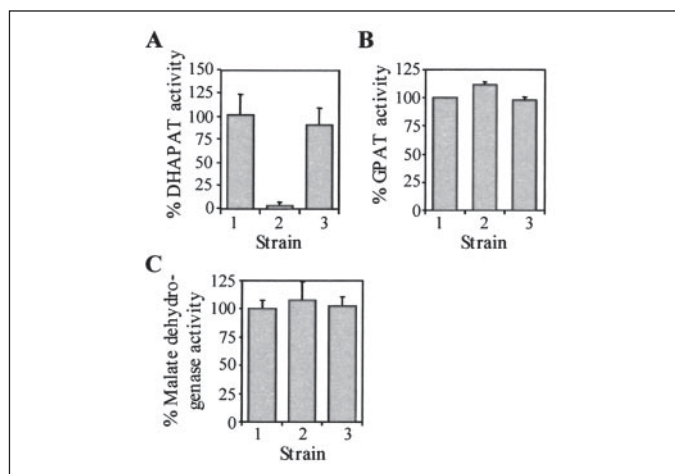 A
% DHAPAT activity
150
125
100
75
50
25
0
1 2 3
Strain
B
% GPAT activity
125
100
75
50
25
0
1 2 3
Strain
C
% Malate dehydro-
genase activity
125
100
75
50
25
0
1 2 3
Strain